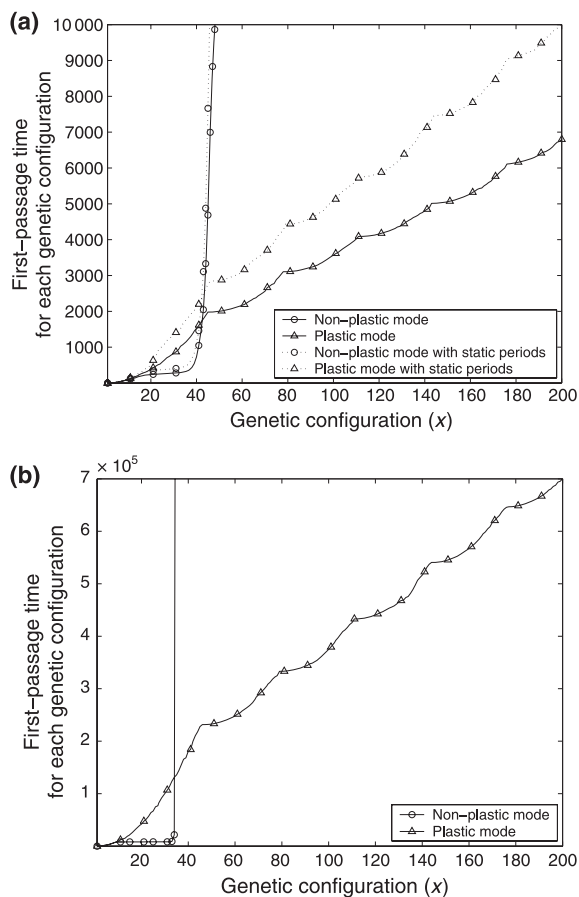 (a)
10 000
9000
8000
7000
6000
5000
4000
3000
2000
1000
First–passage time
for each genetic configuration
Non–plastic mode
Plastic mode
Non–plastic mode with static periods
Plastic mode with static periods
20 40 60 80 100 120 140 160 180 200
Genetic configuration (x)
(b)
7 × 10⁵
6
5
4
3
2
1
First–passage time
for each genetic configuration
Non–plastic mode
Plastic mode
20 40 60 80 100 120 140 160 180 200
Genetic configuration (x)